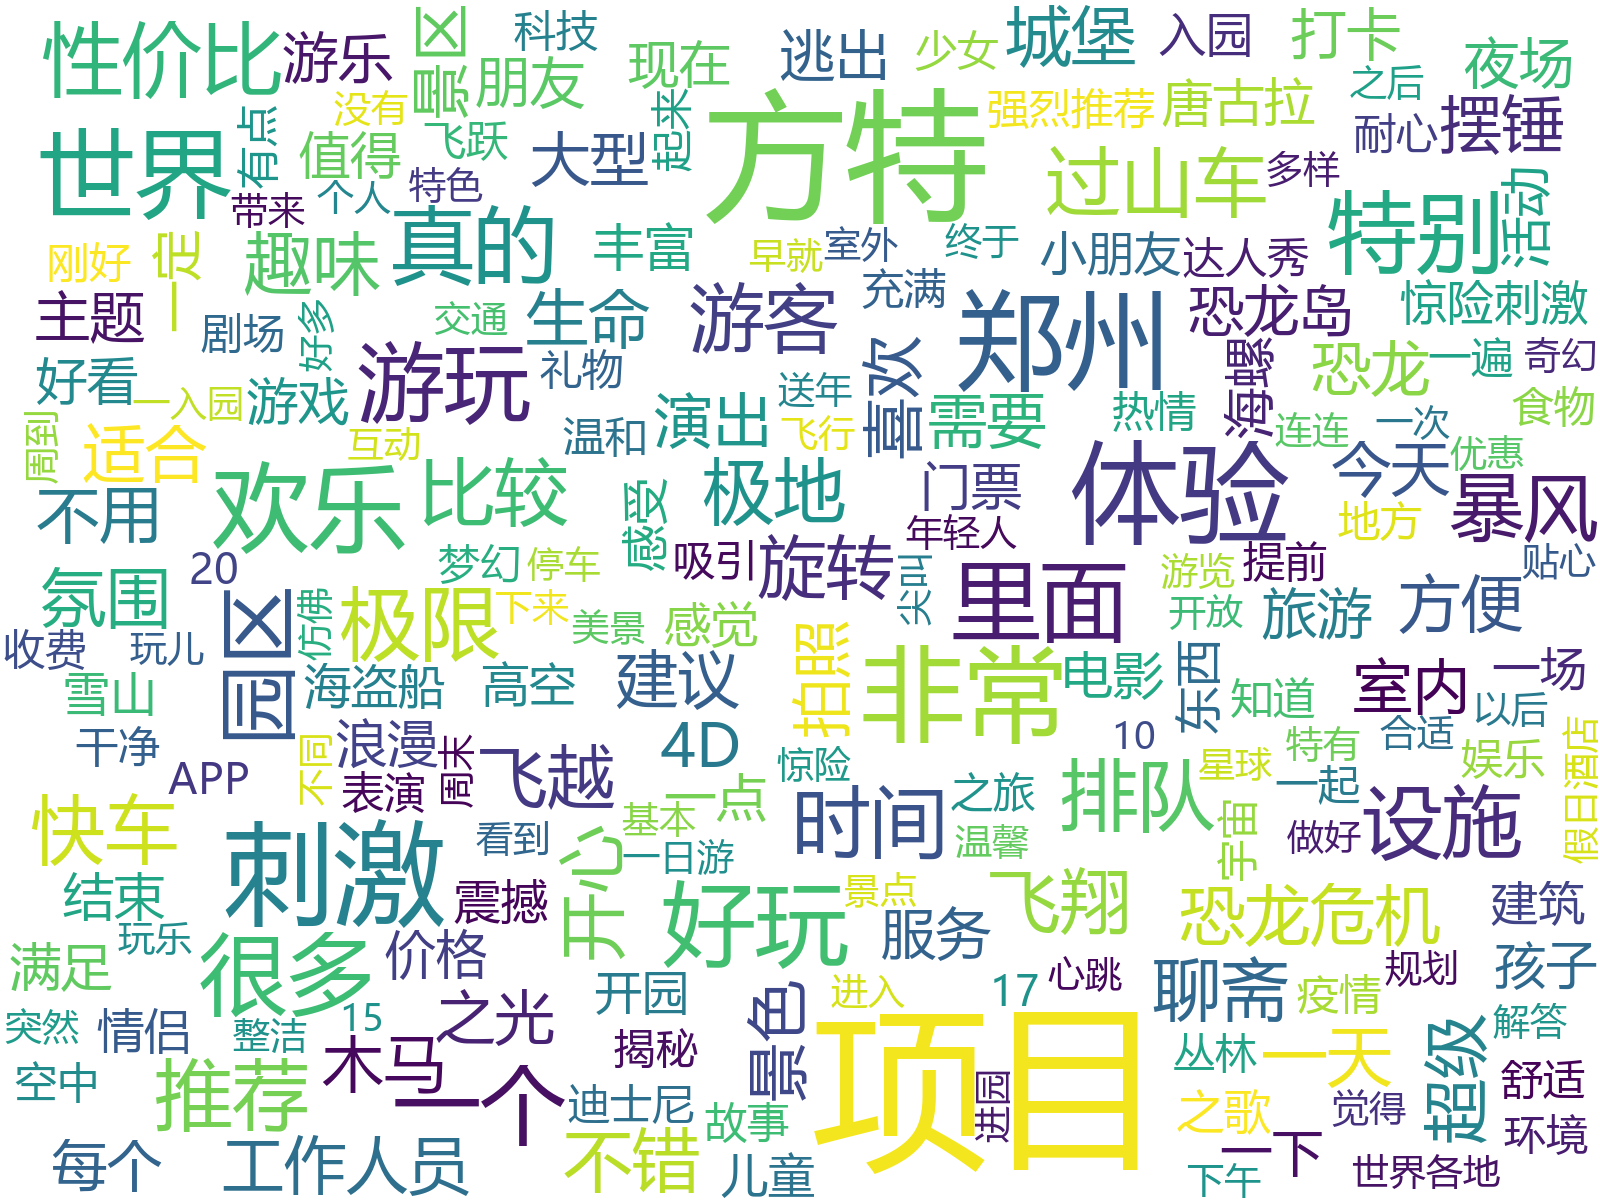 性价比
游乐
景区
科技
朋友
现在
逃出
少女
城堡
入园
打卡
夜场
之后
没有
有点
世界
值得
飞跃
大型
起来
方特
强烈推荐
唐古拉
耐心
摆锤
过山车
多样
带来
个人
特色
真的
丰富
特别
活动
刚好
一定
趣味
早就
室外
终于
小朋友
达人秀
主题
剧场
好多
交通
生命
游客
充满
郑州
恐龙岛
惊险刺激
好看
游戏
游玩
礼物
喜欢
海螺
恐龙
一遍
奇幻
周到
一入园
适合
互动
温和
演出
送年
飞行
需要
热情
连连
一次
食物
优惠
不用
欢乐
比较
感受
极地
门票
体验
今天
暴风
地方
年轻人
氛围
20
园区
仿佛
极限
梦幻
停车
吸引
旋转
尖叫
里面
游览
提前
贴心
下来
美景
感觉
开放
旅游
方便
收费
玩儿
雪山
海盗船
高空
建议
拍照
非常
电影
东西
知道
室内
一场
以后
干净
不同
浪漫
周末
飞越
4D
惊险
10
星球
特有
合适
娱乐
假日酒店
APP
表演
快车
刺激
看到
基本
一点
时间
之旅
排队
宇宙
一起
做好
设施
开心
一日游
温馨
结束
震撼
好玩
景点
飞翔
恐龙危机
建筑
玩乐
很多
价格
服务
满足
开园
景色
进入
17
心跳
聊斋
疫情
规划
孩子
突然
情侣
整洁
15
之光
揭秘
项目
超级
解答
空中
推荐
木马
一个
迪士尼
故事
进园
丛林
一天
舒适
之歌
觉得
环境
每个
工作人员
不错
儿童
一下
下午
世界各地